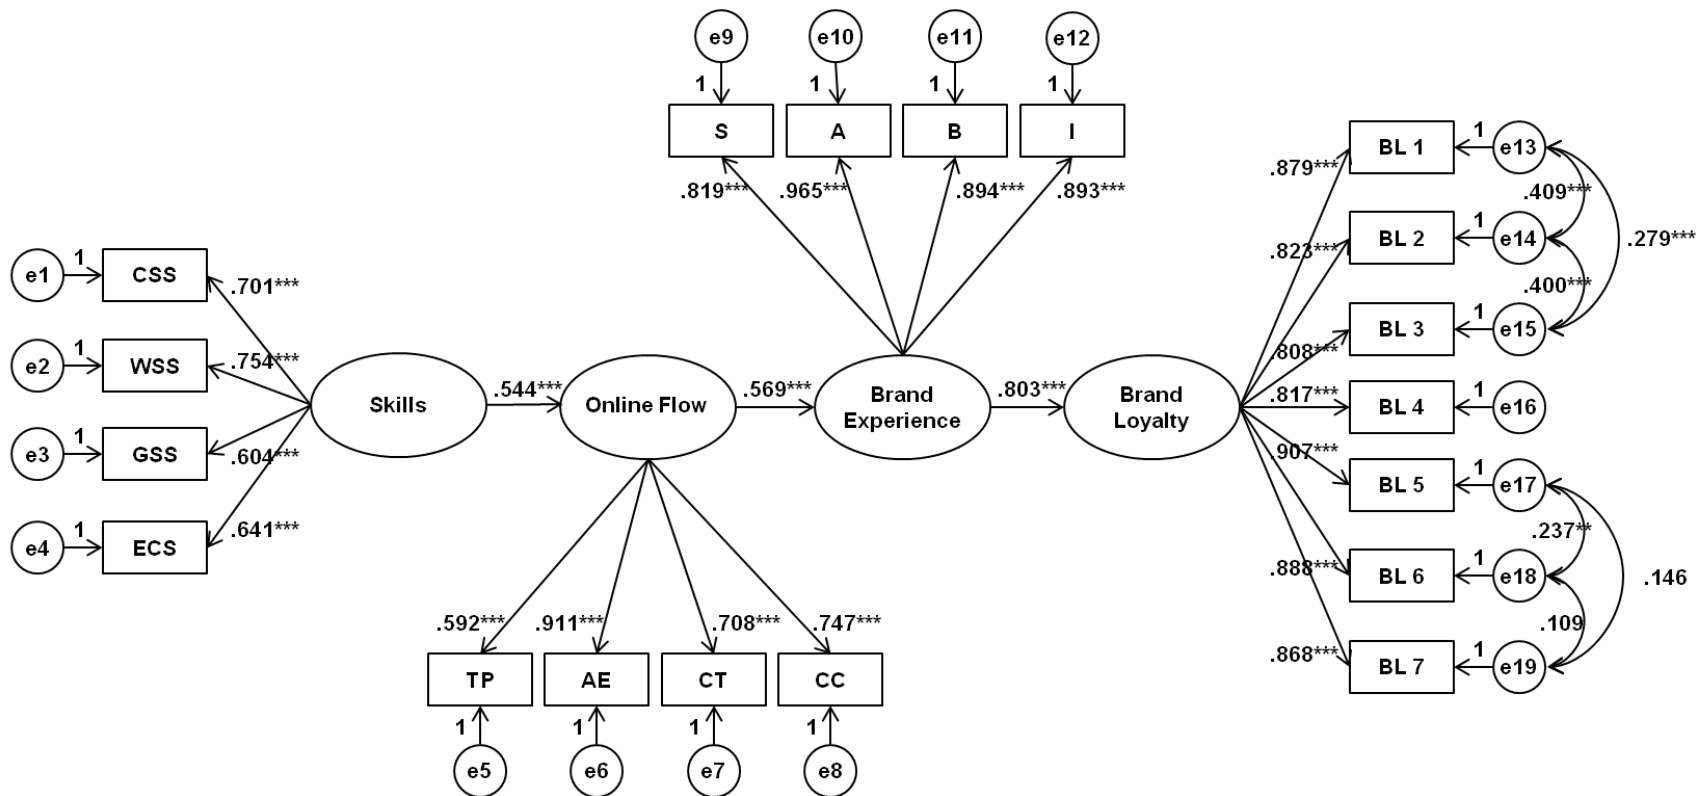 e9
e10
e11
e12
1
1
1
1
S
A
B
I
.819***
.965***
.894***
.893***
e1
1
CSS
.701***
e2
1
WSS
.754***
e3
1
GSS
.604***
e4
1
ECS
.641***
Skills
.544***
Online Flow
.569***
Brand
Experience
.803***
Brand
Loyalty
.592***
.911***
.708***
.747***
TP
AE
CT
CC
1
1
1
1
e5
e6
e7
e8
.879***
BL 1
1
e13
.409***
.823***
BL 2
1
e14
.279***
.400***
.808***
BL 3
1
e15
.817***
BL 4
1
e16
.907***
BL 5
1
e17
.237**
.888***
BL 6
1
e18
.146
.109
.868***
BL 7
1
e19